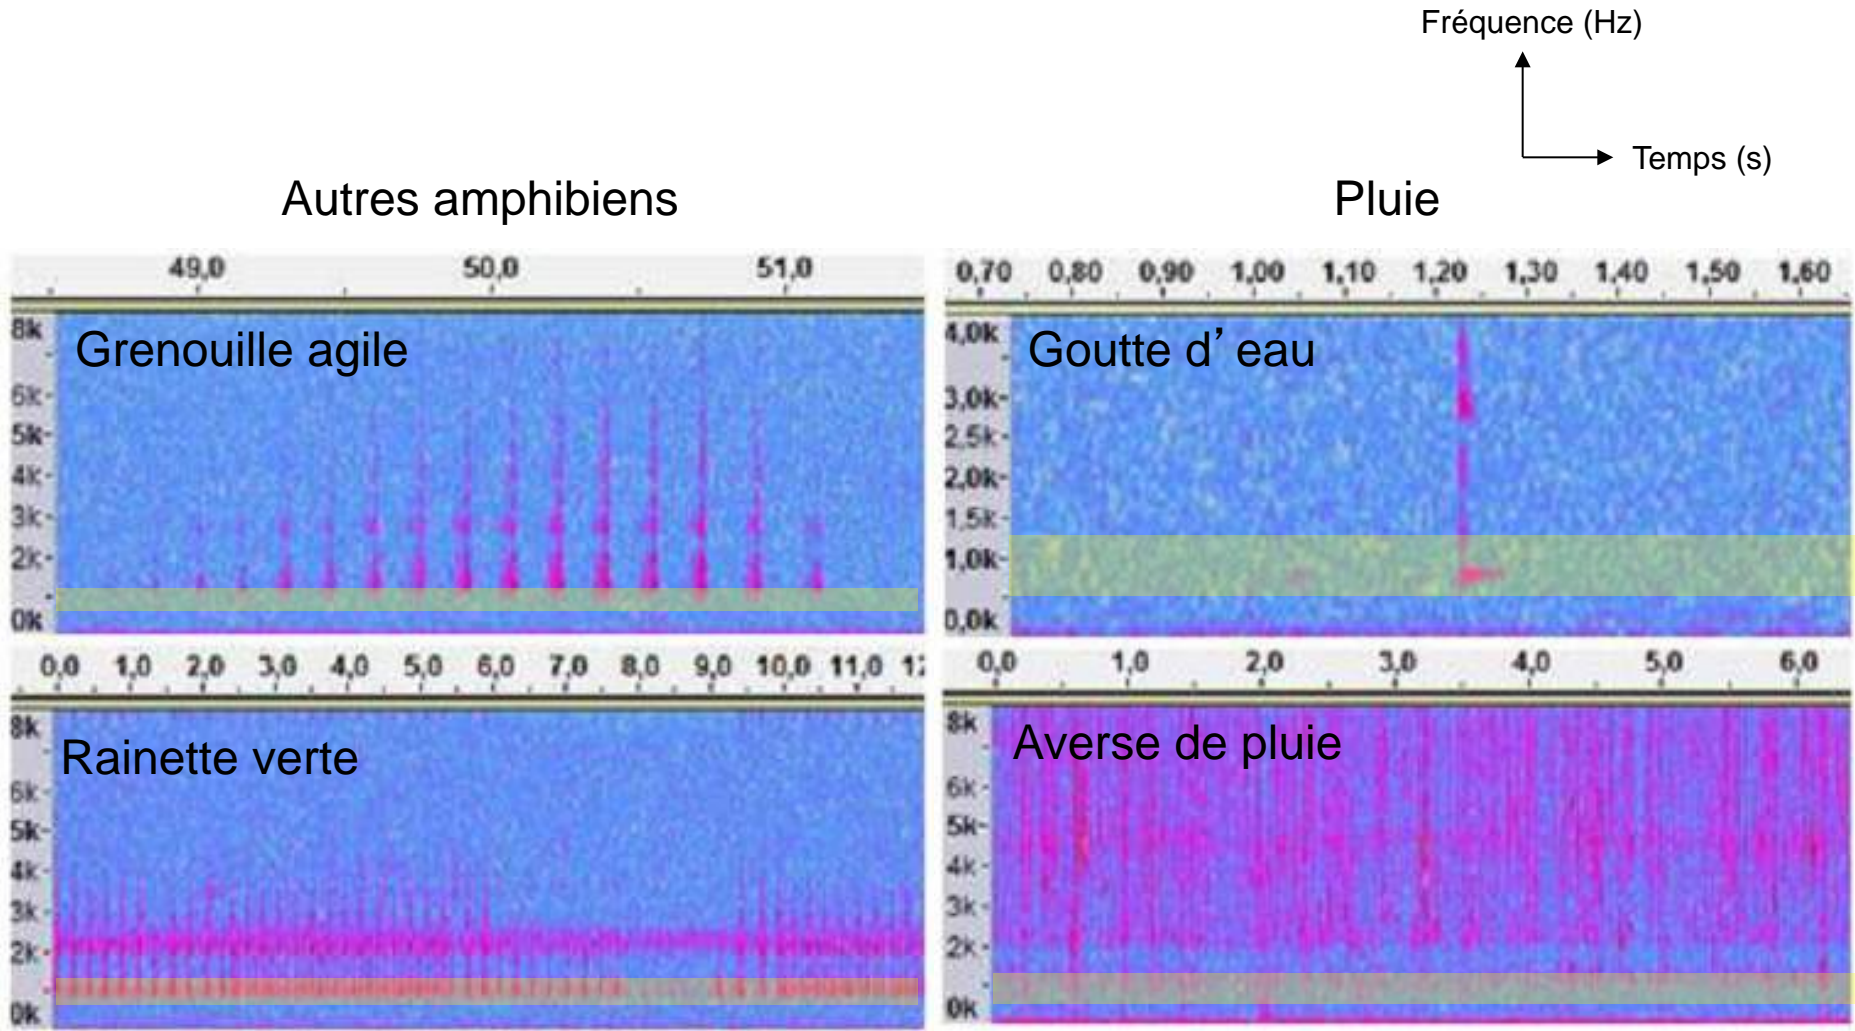 Fréquence (Hz)
Temps (s)
Autres amphibiens
Pluie
49,0 50,0 51,0
8k
6k
5k
4k
3k
2k
0k
Grenouille agile
0,70 0,80 0,90 1,00 1,10 1,20 1,30 1,40 1,50 1,60
4,0k
3,0k
2,5k
2,0k
1,5k
1,0k
0,0k
Goutte d’eau
0,0 1,0 2,0 3,0 4,0 5,0 6,0 7,0 8,0 9,0 10,0 11,0
8k
6k
5k
4k
3k
2k
0k
Rainette verte
0,0 1,0 2,0 3,0 4,0 5,0 6,0
8k
6k
5k
4k
3k
2k
0k
Averse de pluie